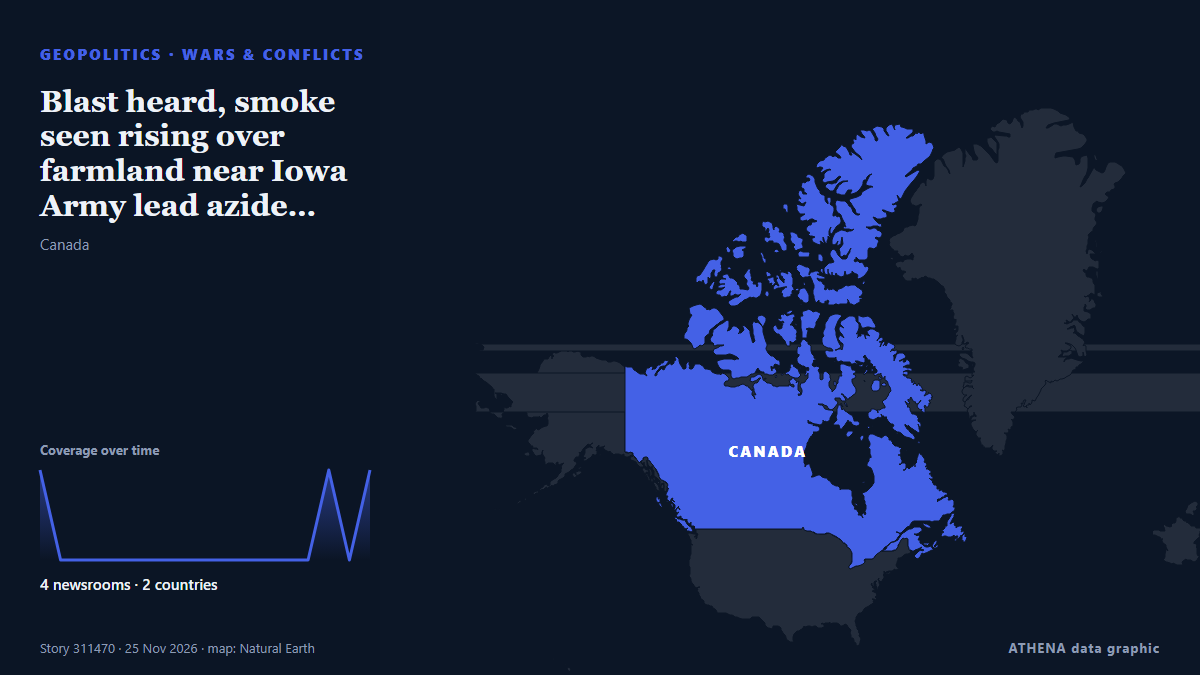 GEOPOLITICS · WARS & CONFLICTS
Blast heard, smoke
seen rising over
farmland near Iowa
Army lead azide...
Canada
CANADA
Coverage over time
4 newsrooms · 2 countries
Story 311470 · 25 Nov 2026 · map: Natural Earth
ATHENA data graphic